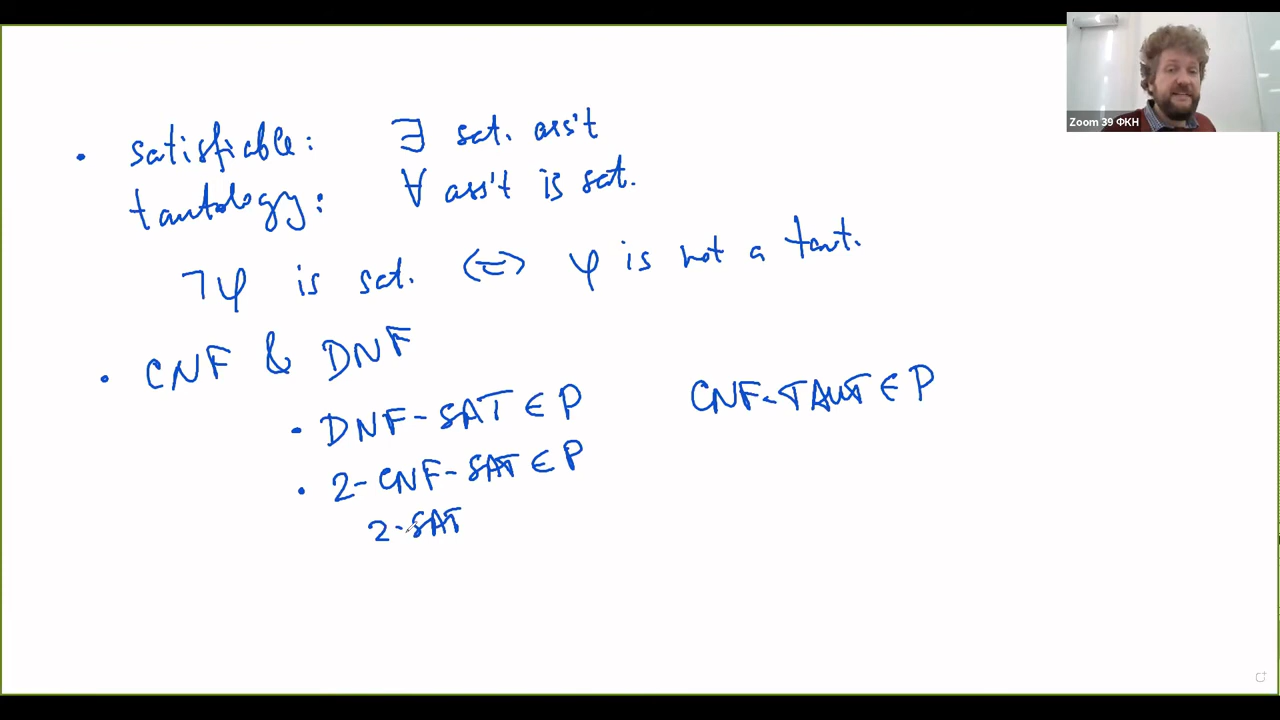 • satisfiable: ∃ sat. ass't
tautology: ∀ ass't is sat.
¬φ is sat. ⟺ φ is not a taut.
• CNF & DNF
• DNF-SAT ∈ P CNF-TAUT ∈ P
• 2-CNF-SAT ∈ P
2-SAT
Zoom 39 ФКН